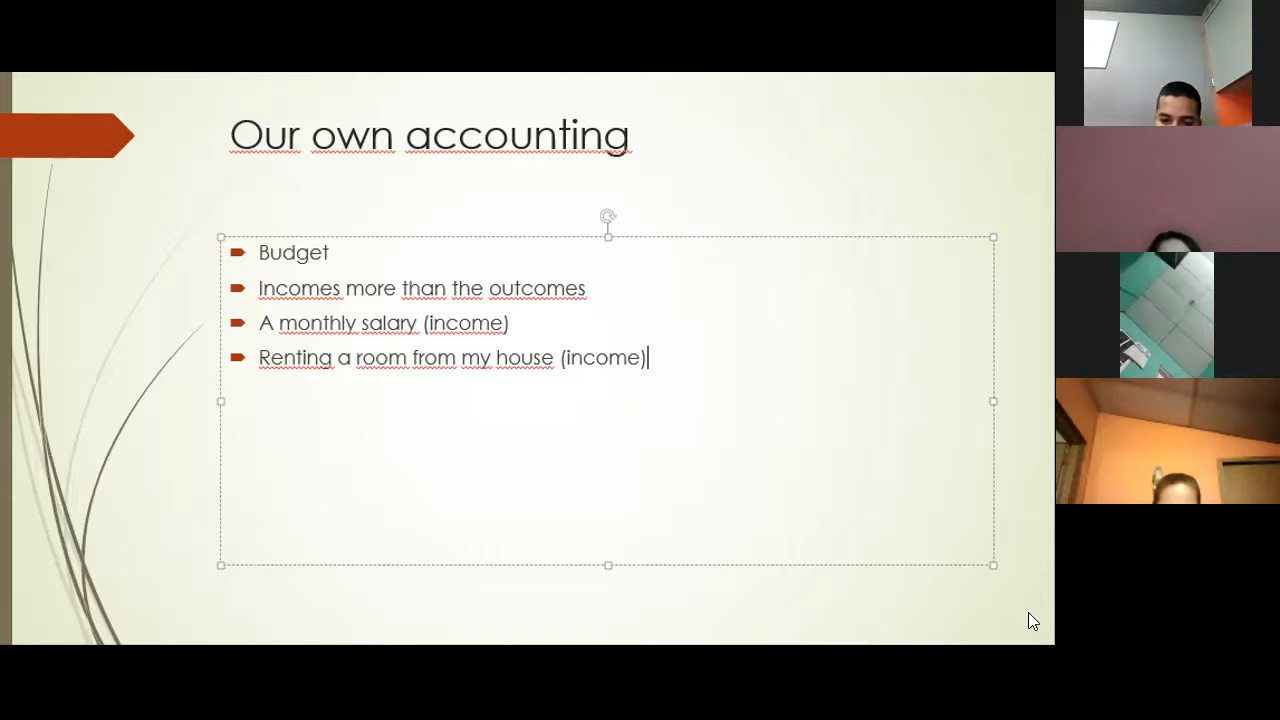 Our own accounting
Budget
Incomes more than the outcomes
A monthly salary (income)
Renting a room from my house (income)